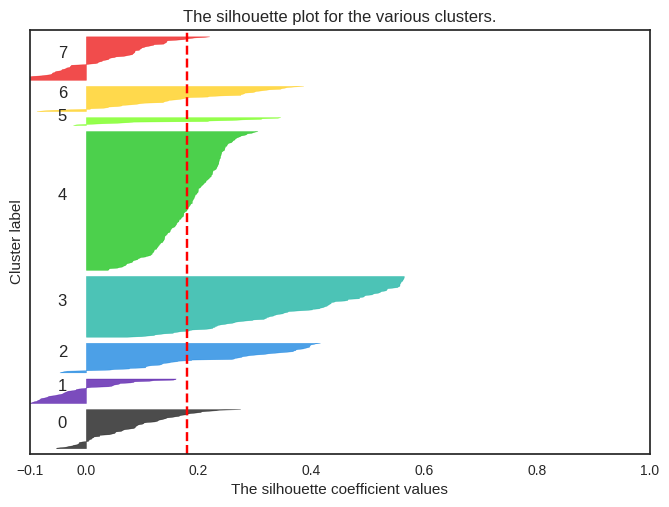 The silhouette plot for the various clusters.
7
6
5
4
3
2
1
0
Cluster label
−0.1 0.0 0.2 0.4 0.6 0.8 1.0
The silhouette coefficient values